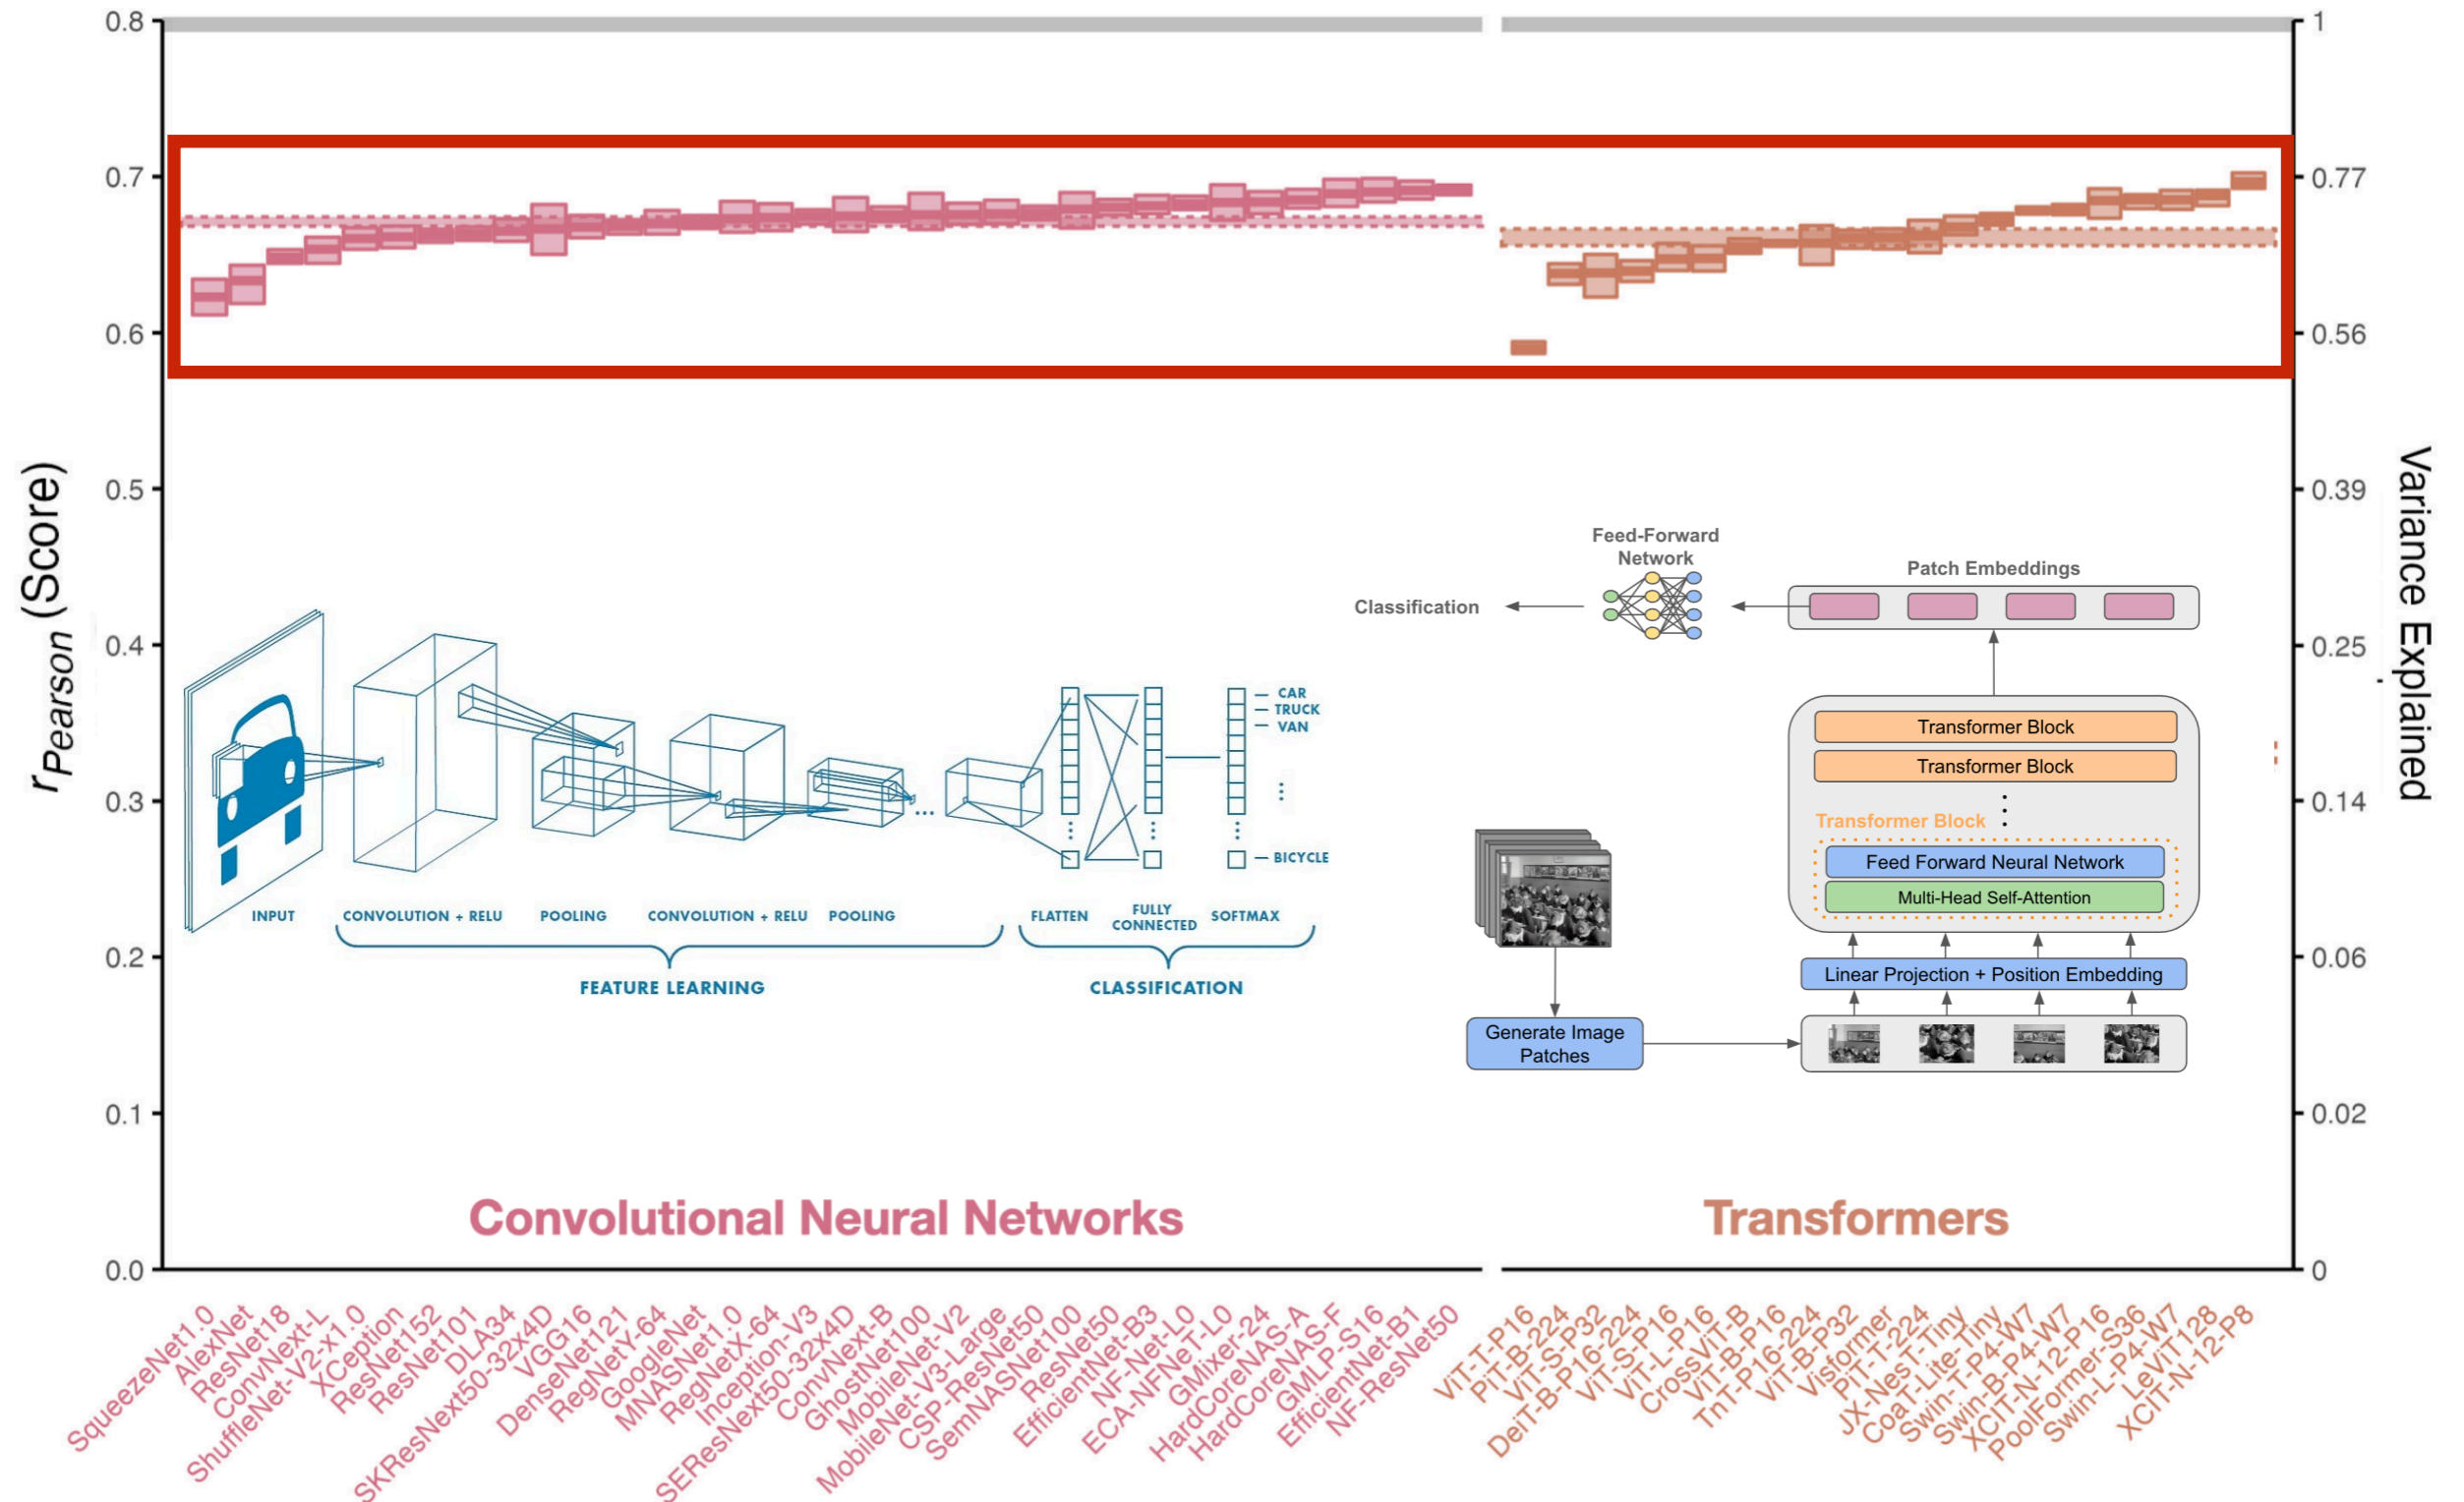 0.8
0.7
0.6
0.5
0.4
0.3
0.2
0.1
0.0
rPearson (Score)
1
0.77
0.56
0.39
0.25
0.14
0.06
0.02
0
Variance Explained
CAR
TRUCK
VAN
BICYCLE
INPUT
CONVOLUTION + RELU
POOLING
CONVOLUTION + RELU
POOLING
FLATTEN
FULLY
CONNECTED
SOFTMAX
FEATURE LEARNING
CLASSIFICATION
Feed-Forward
Network
Classification
Patch Embeddings
Transformer Block
Transformer Block
Transformer Block
Feed Forward Neural Network
Multi-Head Self-Attention
Linear Projection + Position Embedding
Generate Image
Patches
Convolutional Neural Networks
Transformers
SqueezeNet1.0
AlexNet
ResNet18
ConvNext-L
ShuffleNet-V2-x1.0
XCeption
ResNet152
ResNet101
DLA34
SKResNext50-32x4D
VGG16
DenseNet121
RegNetY-64
GoogleNet
MNASNet1.0
RegNetX-64
Inception-V3
SEResNext50-32x4D
ConvNext-B
GhostNet100
MobileNet-V2
MobileNet-V3-Large
CSP-ResNet50
SemNASNet100
ResNet50
EfficientNet-B3
NF-Net-L0
ECA-NFNeT-L0
GMixer-24
HardCoreNAS-A
HardCoreNAS-F
GMLP-S16
EfficientNet-B1
NF-ResNet50
ViT-T-P16
PiT-B-224
ViT-S-P32
DeiT-B-P16-224
ViT-S-P16
ViT-L-P16
CrossViT-B
ViT-B-P16
TnT-P16-224
ViT-B-P32
Visformer
PiT-T-224
JX-Nest-Tiny
CoaT-Lite-Tiny
Swin-T-P4-W7
Swin-B-P4-W7
XCIT-N-12-P16
PoolFormer-S36
Swin-L-P4-W7
LeViT128
XCIT-N-12-P8